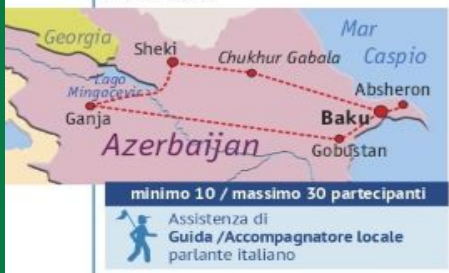 Georgia
Mar
Caspio
Sheki
Chukhur Gabala
Absheron
Lago
Mingačevir
Baku
Ganja
Azerbaijan
Gobustan
minimo 10 / massimo 30 partecipanti
Assistenza di
Guida /Accompagnatore locale
parlante italiano